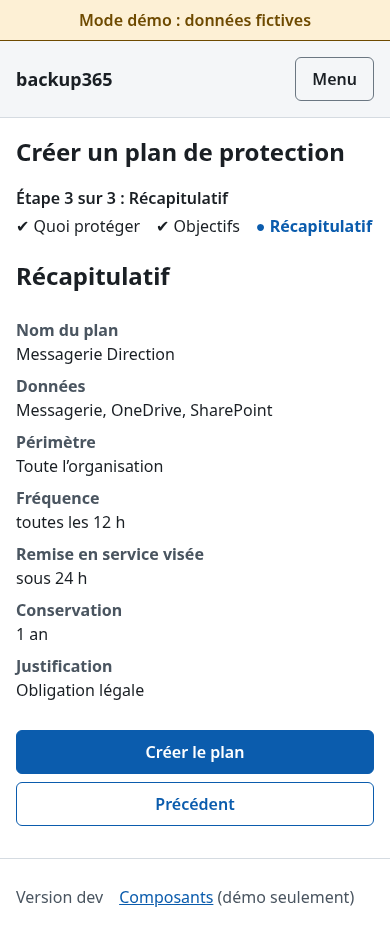 Mode démo : données fictives
backup365
Menu
Créer un plan de protection
Étape 3 sur 3 : Récapitulatif
✔ Quoi protéger ✔ Objectifs ● Récapitulatif
Récapitulatif
Nom du plan
Messagerie Direction
Données
Messagerie, OneDrive, SharePoint
Périmètre
Toute l’organisation
Fréquence
toutes les 12 h
Remise en service visée
sous 24 h
Conservation
1 an
Justification
Obligation légale
Créer le plan
Précédent
Version dev Composants (démo seulement)